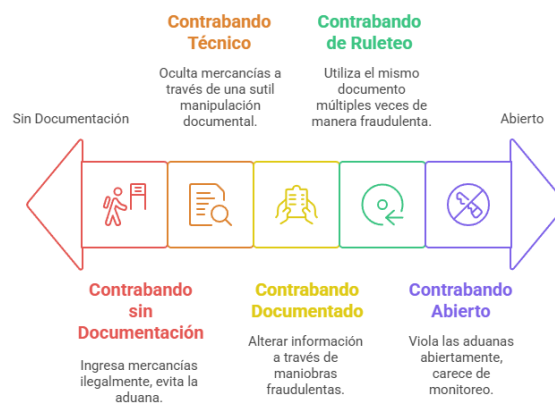 Contrabando
Técnico
Oculta mercancías a
través de una sutil
manipulación
documental.
Contrabando
de Ruleteo
Utiliza el mismo
documento
múltiples veces de
manera fraudulenta.
Sin Documentación
Abierto
Contrabando
sin
Documentación
Ingresa mercancías
ilegalmente, evita la
aduana.
Contrabando
Documentado
Alterar información
a través de
maniobras
fraudulentas.
Contrabando
Abierto
Viola las aduanas
abiertamente,
carece de
monitoreo.